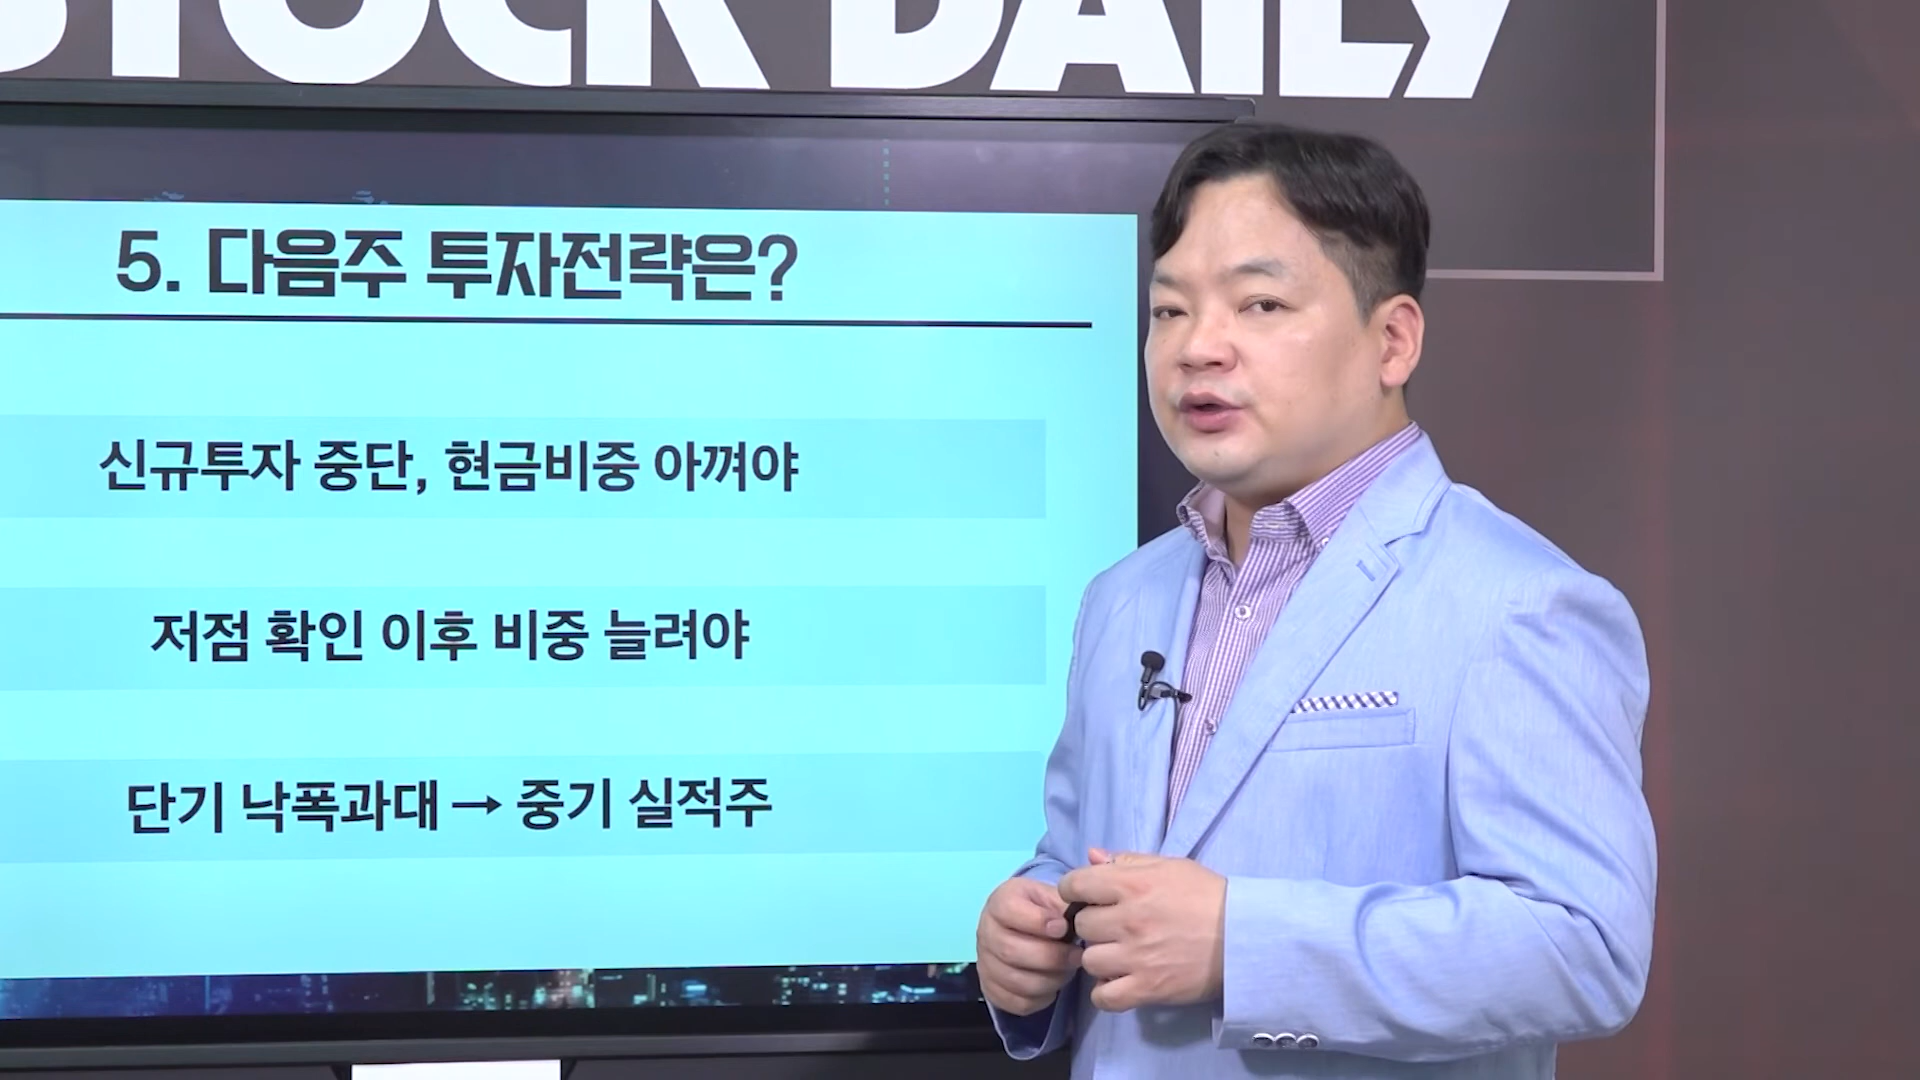 STOCK DAILY
5. 다음주 투자전략은?
신규투자 중단, 현금비중 아껴야
저점 확인 이후 비중 늘려야
단기 낙폭과대 → 중기 실적주